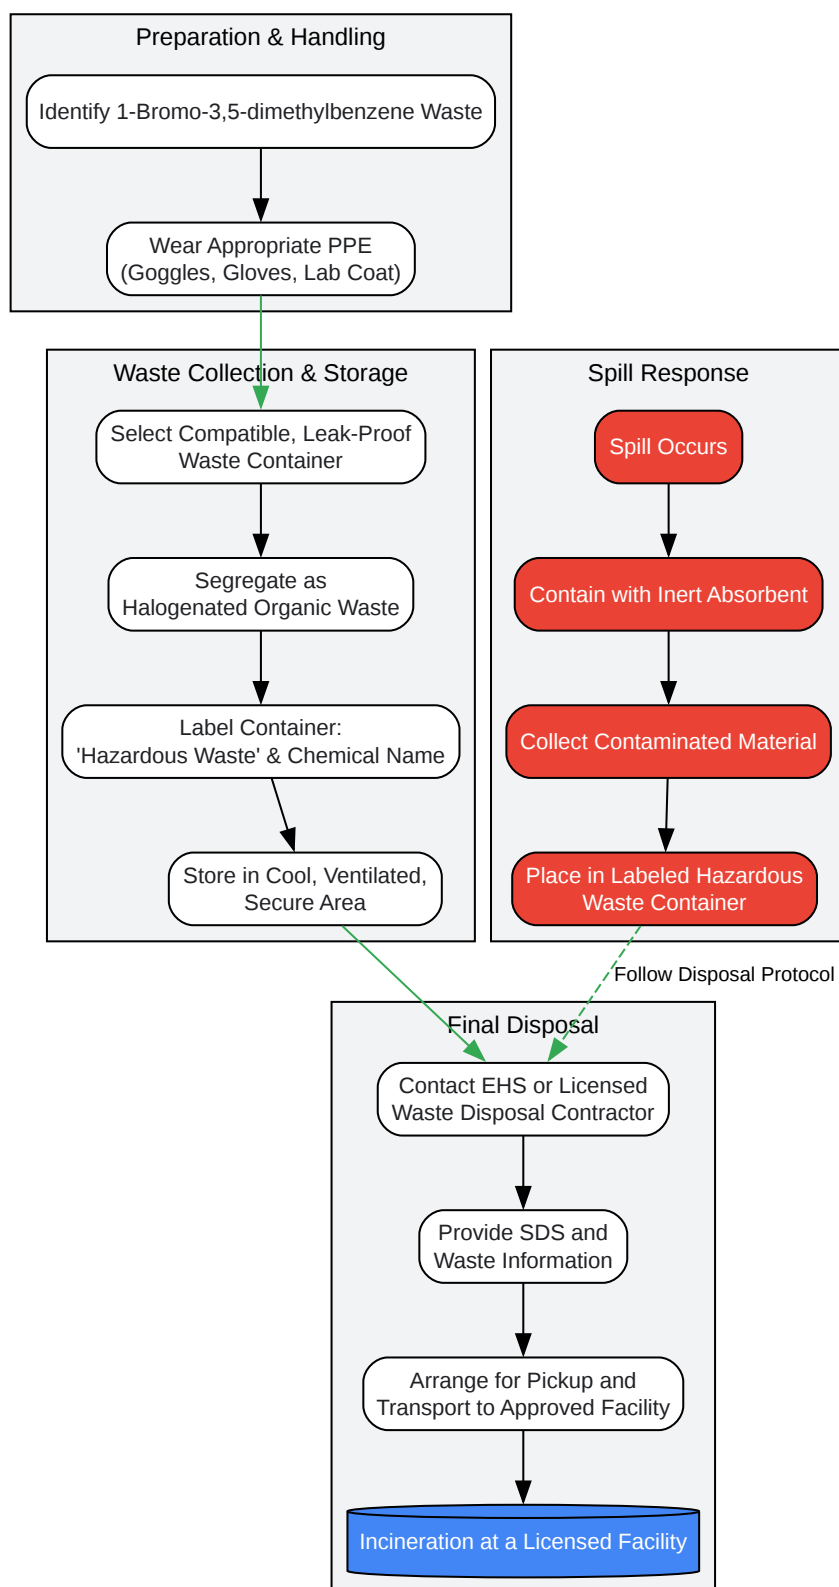 Preparation & Handling
Identify 1-Bromo-3,5-dimethylbenzene Waste
Wear Appropriate PPE
(Goggles, Gloves, Lab Coat)
Waste Collection & Storage
Select Compatible, Leak-Proof
Waste Container
Segregate as
Halogenated Organic Waste
Label Container:
'Hazardous Waste' & Chemical Name
Store in Cool, Ventilated,
Secure Area
Spill Response
Spill Occurs
Contain with Inert Absorbent
Collect Contaminated Material
Place in Labeled Hazardous
Waste Container
Follow Disposal Protocol
Final Disposal
Contact EHS or Licensed
Waste Disposal Contractor
Provide SDS and
Waste Information
Arrange for Pickup and
Transport to Approved Facility
Incineration at a Licensed Facility